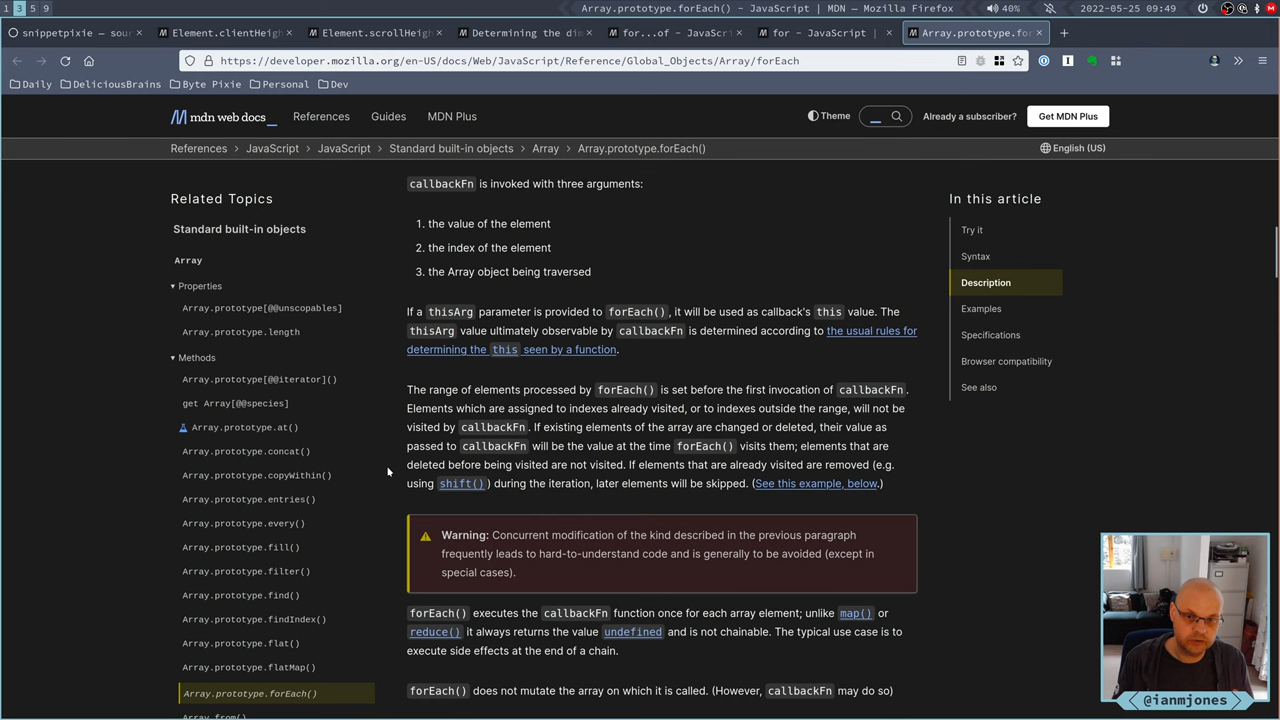 1 3 5 9
Array.prototype.forEach() - JavaScript | MDN — Mozilla Firefox
40%
2022-05-25 09:49
snippetpixie — sour
Element.clientHeigh
Element.scrollHeigh
Determining the dim
for...of - JavaScrip
for - JavaScript |
Array.prototype.for
https://developer.mozilla.org/en-US/docs/Web/JavaScript/Reference/Global_Objects/Array/forEach
Daily
DeliciousBrains
Byte Pixie
Personal
Dev
mdn web docs_
References
Guides
MDN Plus
Theme
Already a subscriber?
Get MDN Plus
References > JavaScript > JavaScript > Standard built-in objects > Array > Array.prototype.forEach()
English (US)
Related Topics
Standard built-in objects
Array
Properties
Array.prototype[@@unscopables]
Array.prototype.length
Methods
Array.prototype[@@iterator]()
get Array[@@species]
Array.prototype.at()
Array.prototype.concat()
Array.prototype.copyWithin()
Array.prototype.entries()
Array.prototype.every()
Array.prototype.fill()
Array.prototype.filter()
Array.prototype.find()
Array.prototype.findIndex()
Array.prototype.flat()
Array.prototype.flatMap()
Array.prototype.forEach()
Array.from()
callbackFn is invoked with three arguments:
1. the value of the element
2. the index of the element
3. the Array object being traversed
If a thisArg parameter is provided to forEach(), it will be used as callback's this value. The
thisArg value ultimately observable by callbackFn is determined according to the usual rules for
determining the this seen by a function.
The range of elements processed by forEach() is set before the first invocation of callbackFn.
Elements which are assigned to indexes already visited, or to indexes outside the range, will not be
visited by callbackFn. If existing elements of the array are changed or deleted, their value as
passed to callbackFn will be the value at the time forEach() visits them; elements that are
deleted before being visited are not visited. If elements that are already visited are removed (e.g.
using shift()) during the iteration, later elements will be skipped. (See this example, below.)
Warning: Concurrent modification of the kind described in the previous paragraph
frequently leads to hard-to-understand code and is generally to be avoided (except in
special cases).
forEach() executes the callbackFn function once for each array element; unlike map() or
reduce() it always returns the value undefined and is not chainable. The typical use case is to
execute side effects at the end of a chain.
forEach() does not mutate the array on which it is called. (However, callbackFn may do so)
In this article
Try it
Syntax
Description
Examples
Specifications
Browser compatibility
See also
@ianmjones